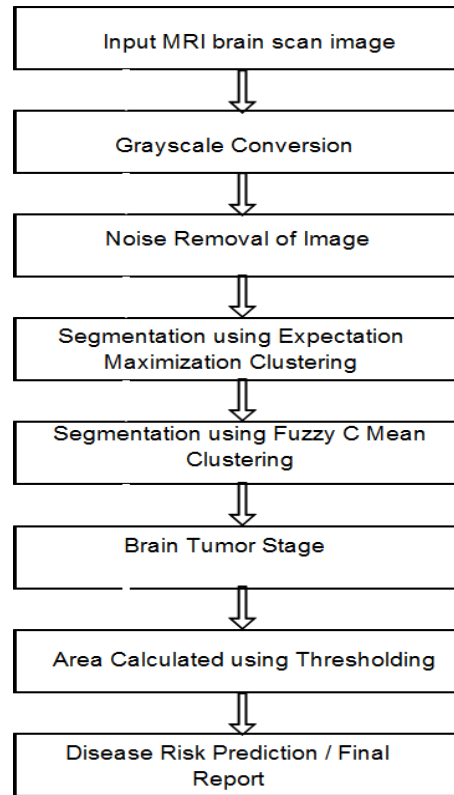 Input MRI brain scan image
Grayscale Conversion
Noise Removal of Image
Segmentation using Expectation
Maximization Clustering
Segmentation using Fuzzy C Mean
Clustering
Brain Tumor Stage
Area Calculated using Thresholding
Disease Risk Prediction / Final
Report